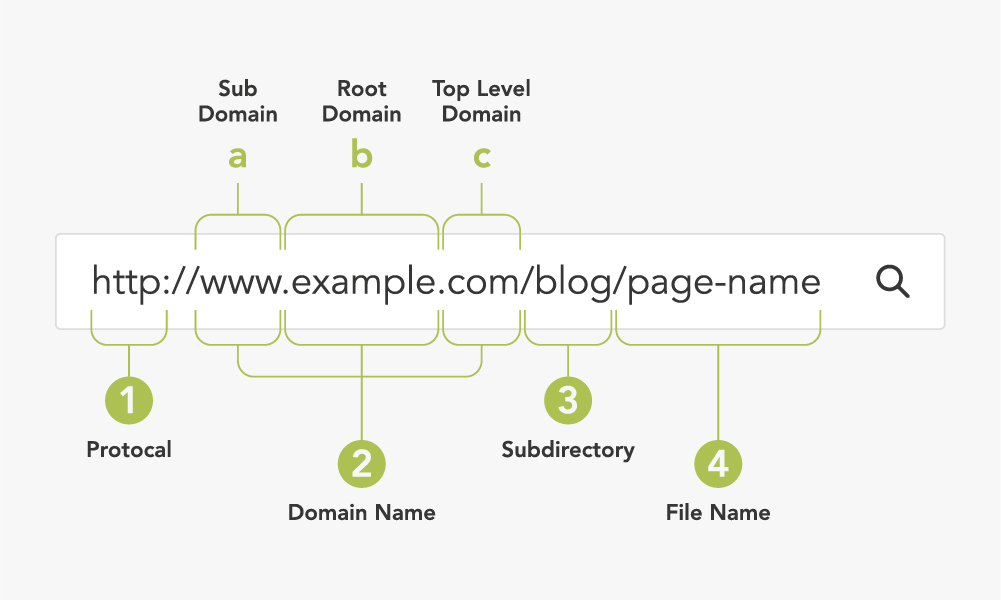 Sub
Domain
Root
Domain
Top Level
Domain
a
b
c
http://www.example.com/blog/page-name
1
Protocal
2
Domain Name
3
Subdirectory
4
File Name